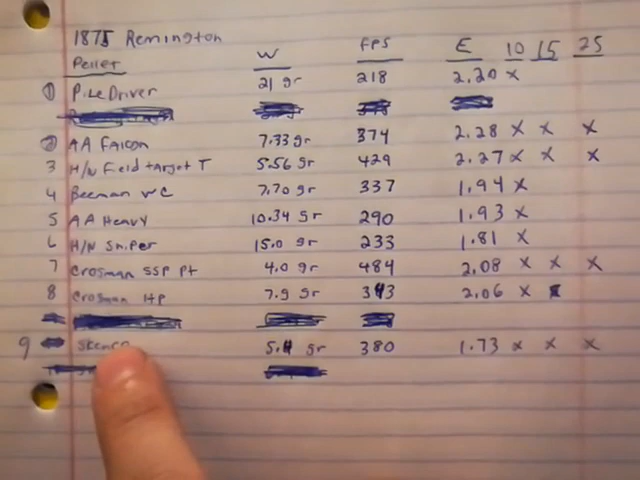 1875 Remington
Pellet W FPS E 10 15 25
1 PileDriver 21 gr 218 2.20 x
2 AA Falcon 7.33 gr 374 2.28 x x x
3 H/N Field target T 5.56 gr 429 2.27 x x x
4 Beeman WC 7.70 gr 337 1.94 x
5 AA Heavy 10.34 gr 290 1.93 x
6 H/N Sniper 15.0 gr 233 1.81 x
7 Crosman SSP Pt 4.0 gr 484 2.08 x x x
8 Crosman HP 7.9 gr 343 2.06 x x
9 5.4 gr 380 1.73 x x x